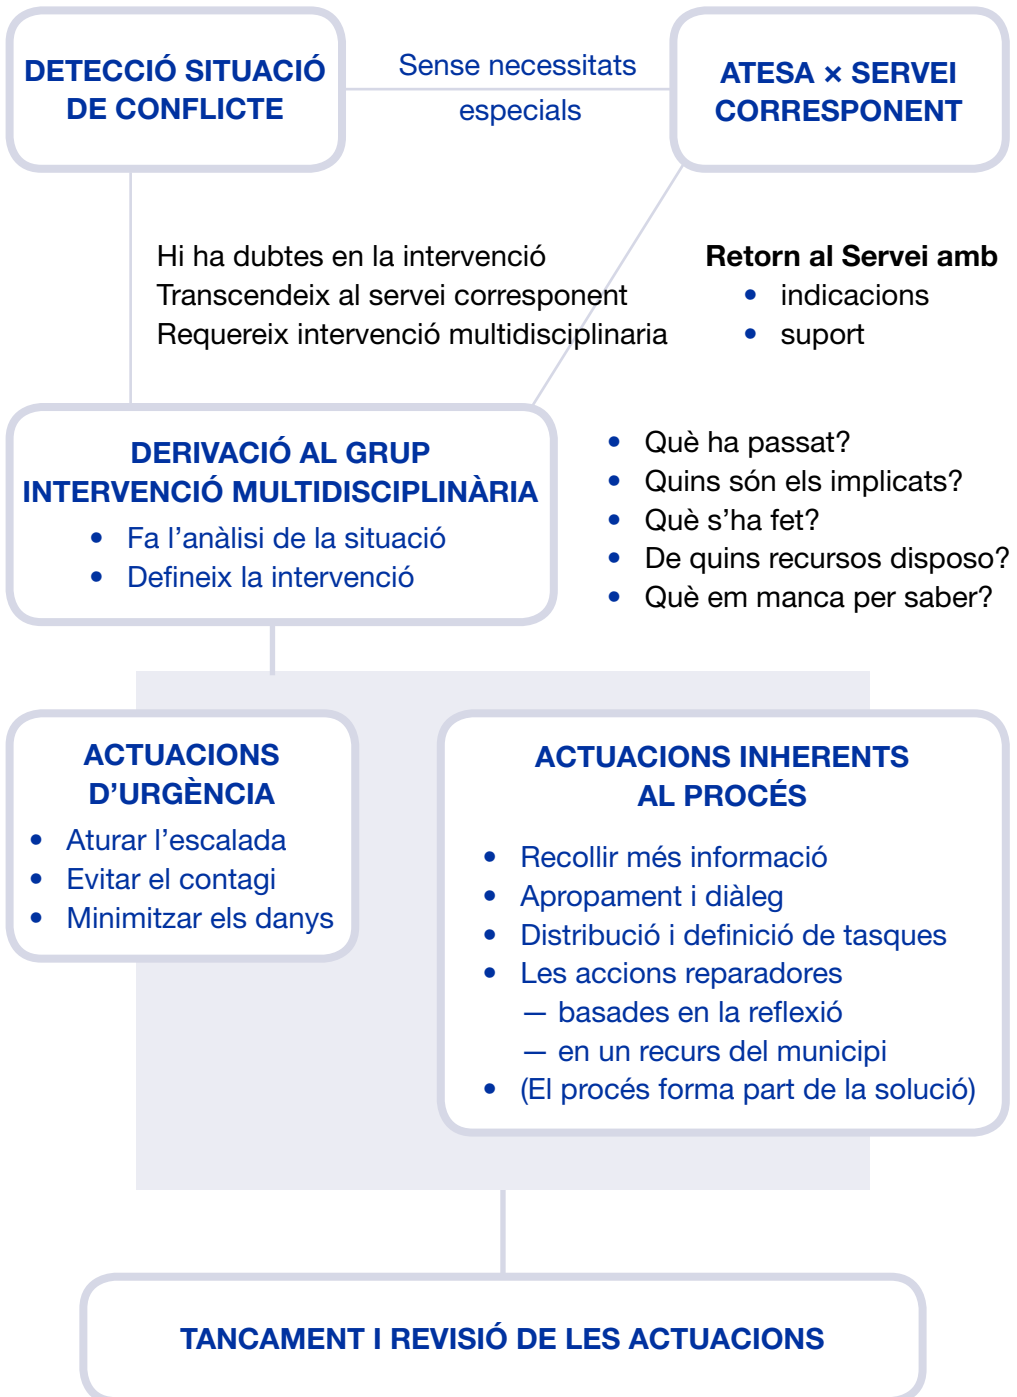 DETECCIÓ SITUACIÓ
DE CONFLICTE
Sense necessitats
especials
ATESA × SERVEI
CORRESPONENT
Hi ha dubtes en la intervenció
Transcendeix al servei corresponent
Requereix intervenció multidisciplinaria
Retorn al Servei amb
• indicacions
• suport
DERIVACIÓ AL GRUP
INTERVENCIÓ MULTIDISCIPLINÀRIA
• Fa l’anàlisi de la situació
• Defineix la intervenció
• Què ha passat?
• Quins són els implicats?
• Què s’ha fet?
• De quins recursos disposo?
• Què em manca per saber?
ACTUACIONS
D’URGÈNCIA
• Aturar l’escalada
• Evitar el contagi
• Minimitzar els danys
ACTUACIONS INHERENTS
AL PROCÉS
• Recollir més informació
• Apropament i diàleg
• Distribució i definició de tasques
• Les accions reparadores
— basades en la reflexió
— en un recurs del municipi
• (El procés forma part de la solució)
TANCAMENT I REVISIÓ DE LES ACTUACIONS